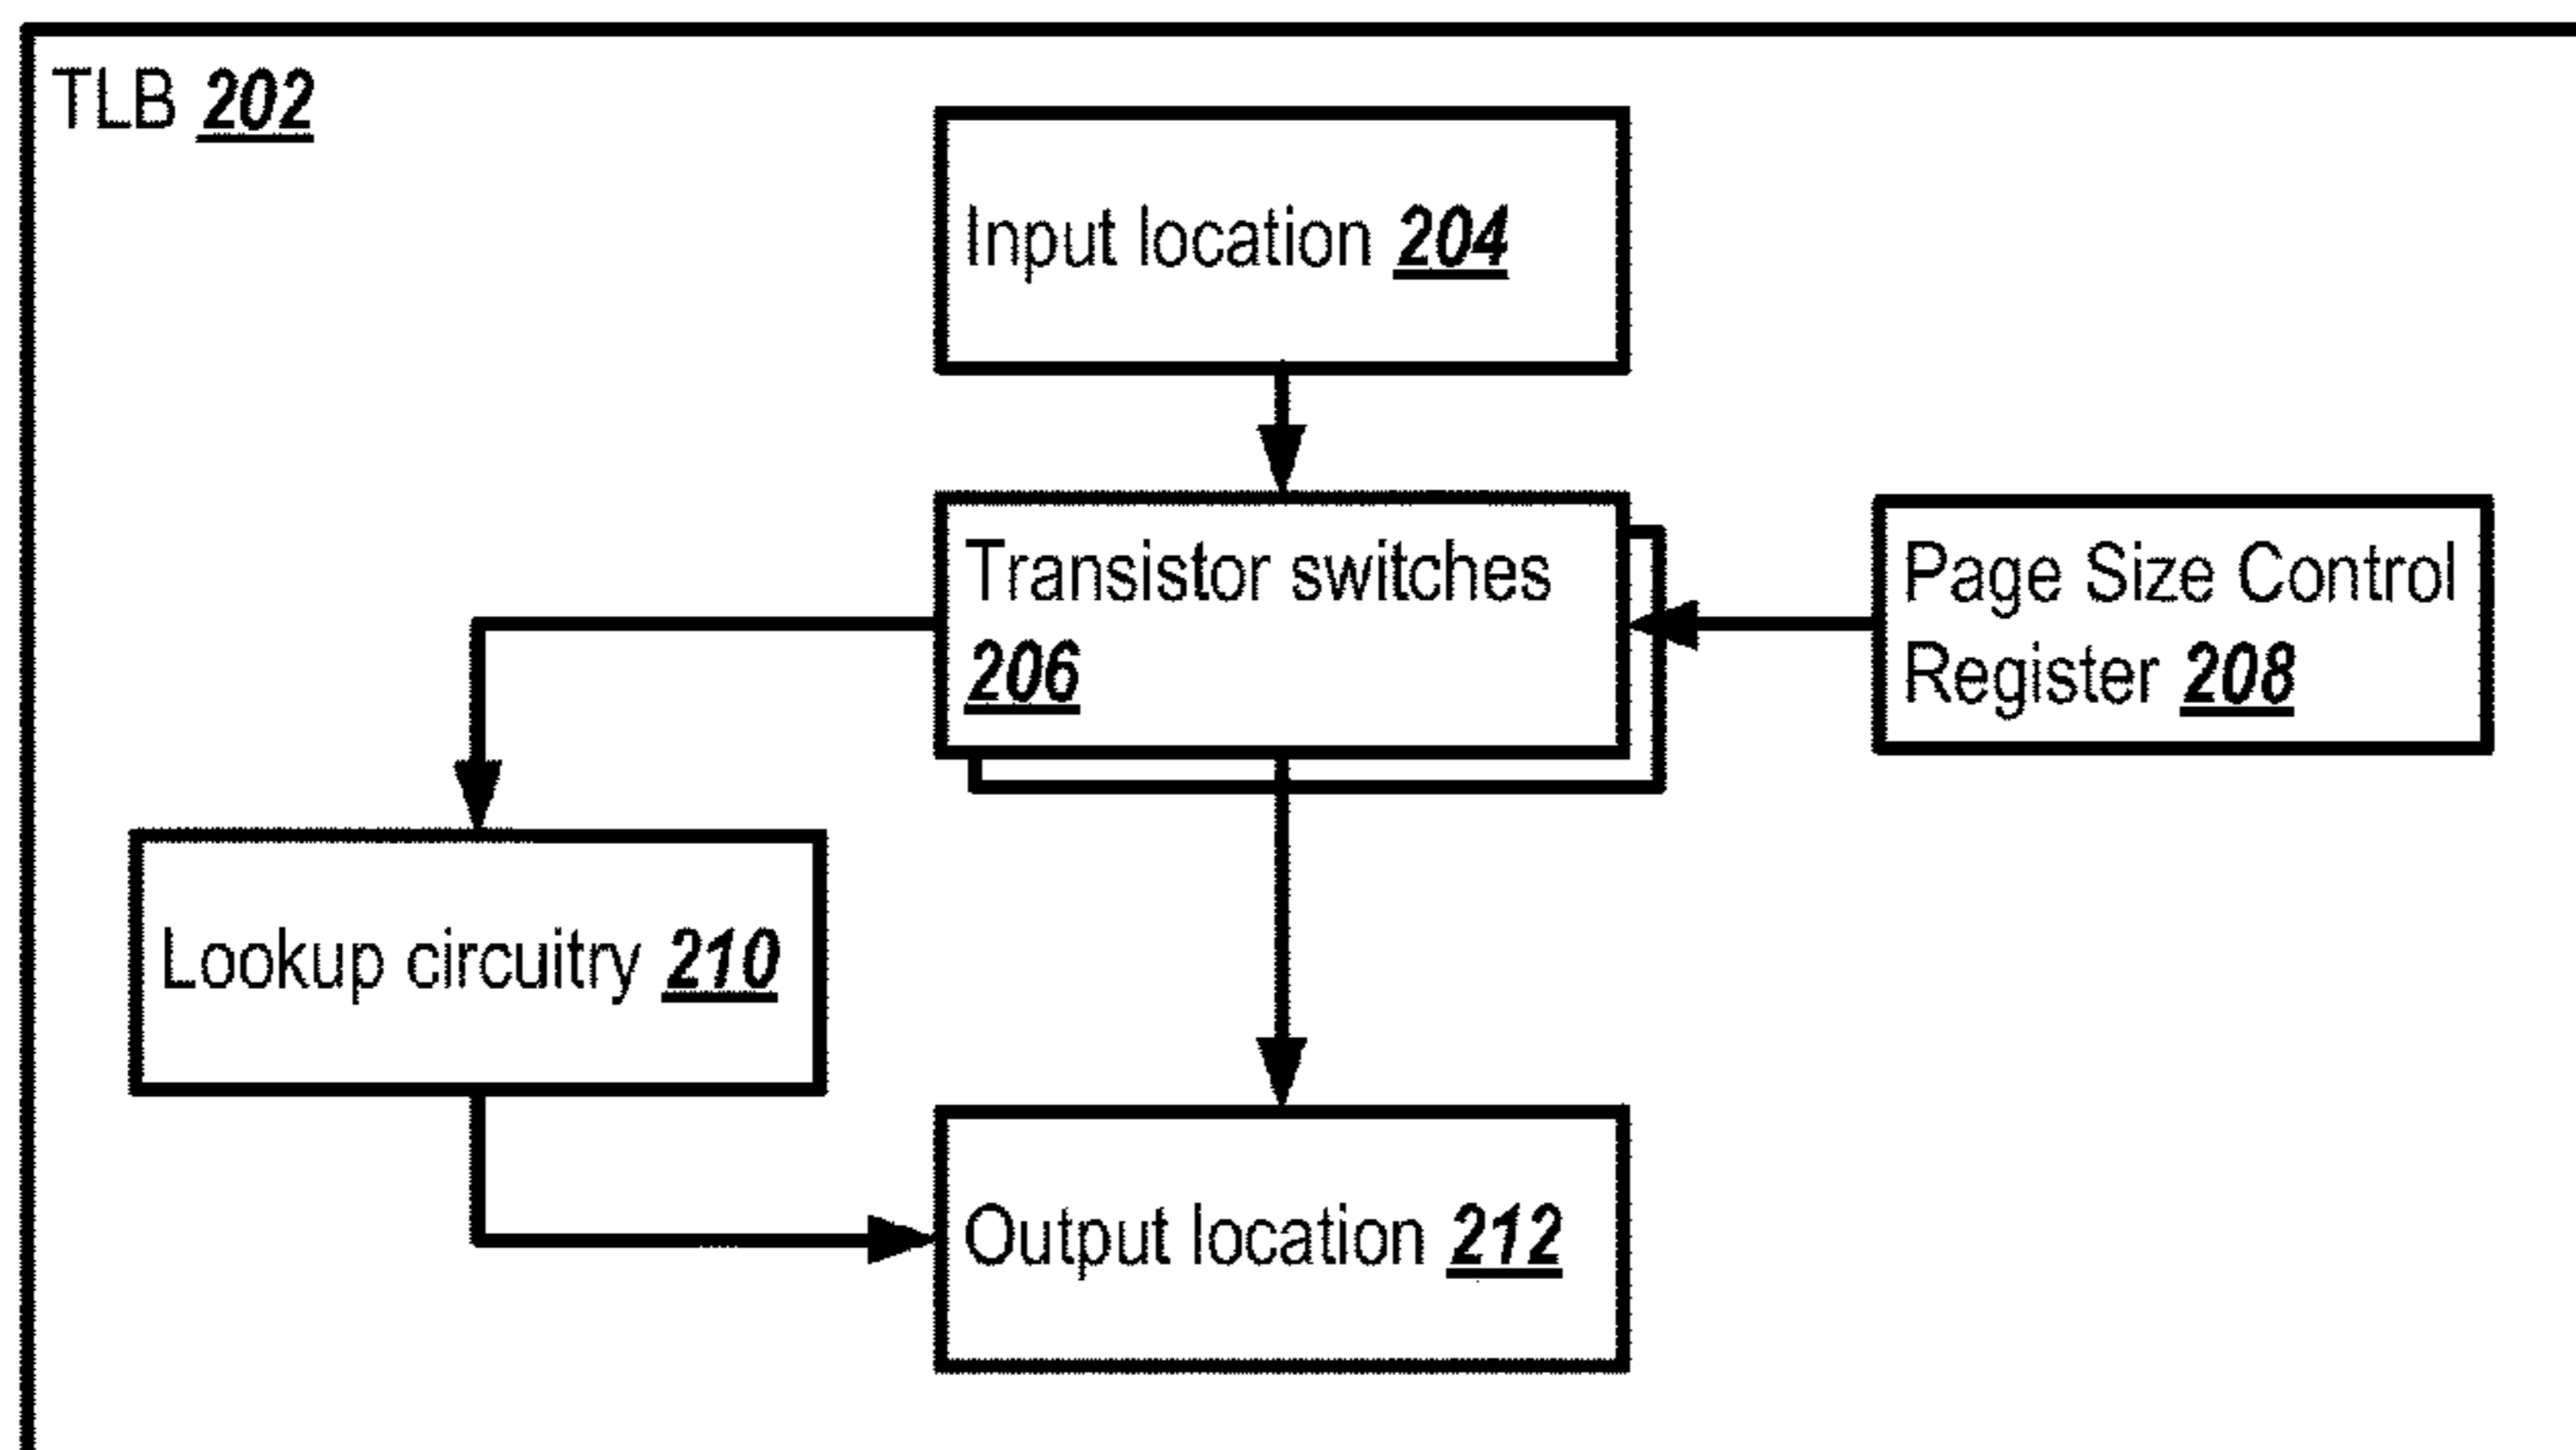 TLB 202
Input location 204
Transistor switches
206
Page Size Control
Register 208
Lookup circuitry 210
Output location 212